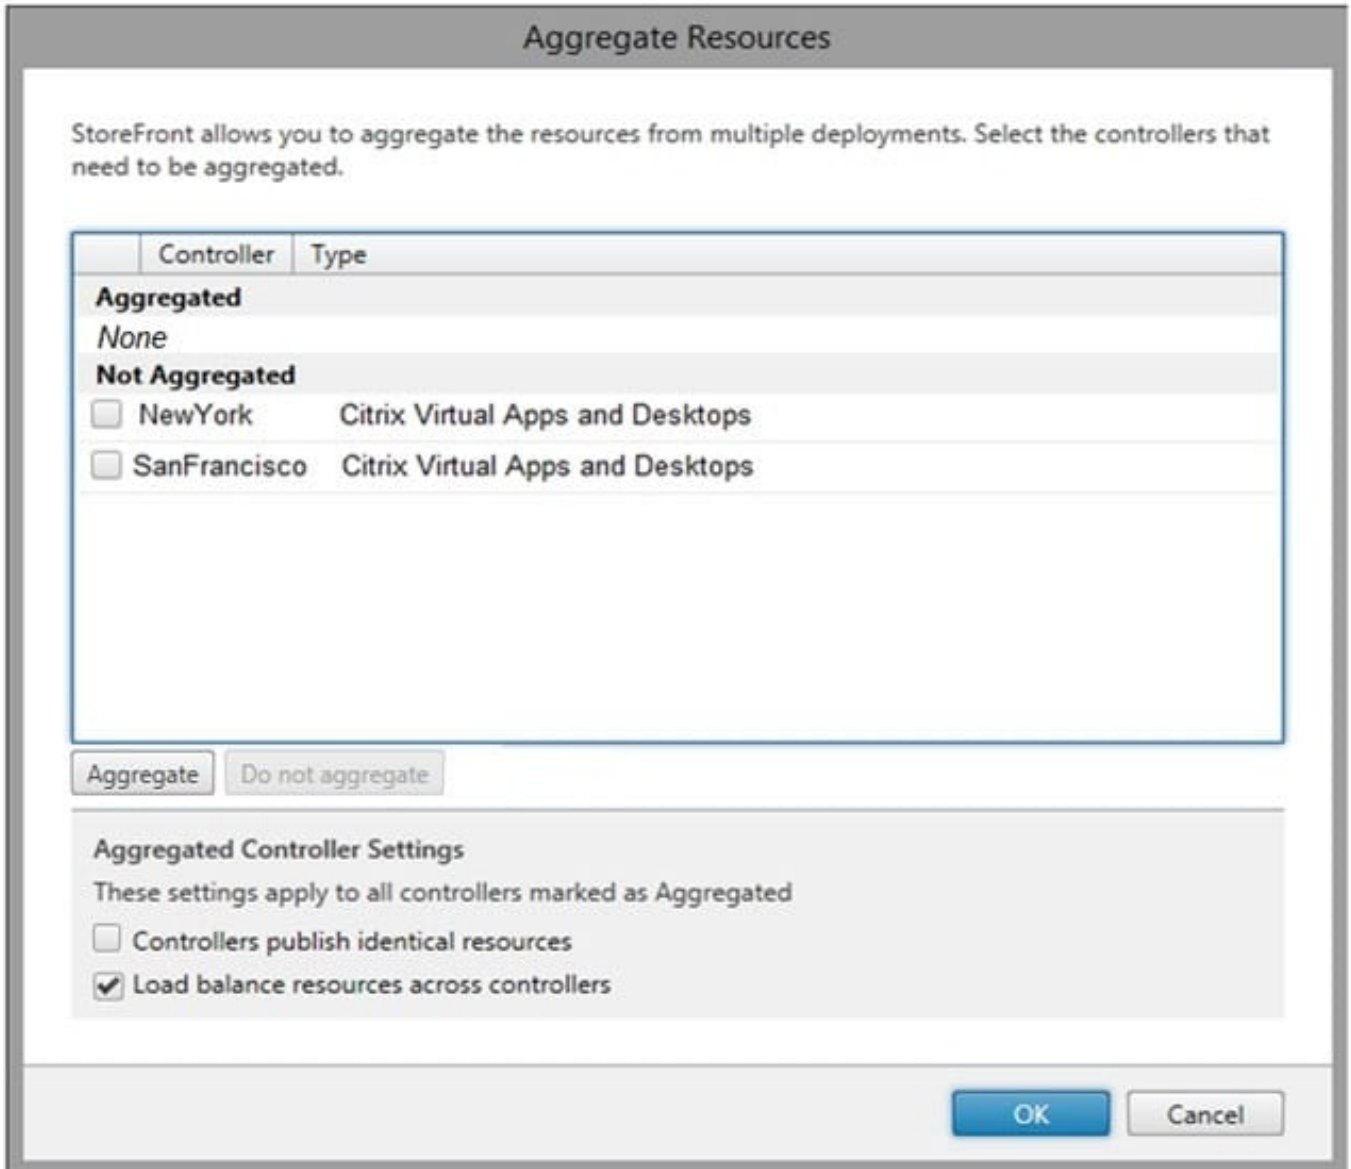 Aggregate Resources
StoreFront allows you to aggregate the resources from multiple deployments. Select the controllers that
need to be aggregated.
Controller Type
Aggregated
None
Not Aggregated
NewYork Citrix Virtual Apps and Desktops
SanFrancisco Citrix Virtual Apps and Desktops
Aggregate Do not aggregate
Aggregated Controller Settings
These settings apply to all controllers marked as Aggregated
Controllers publish identical resources
Load balance resources across controllers
OK Cancel